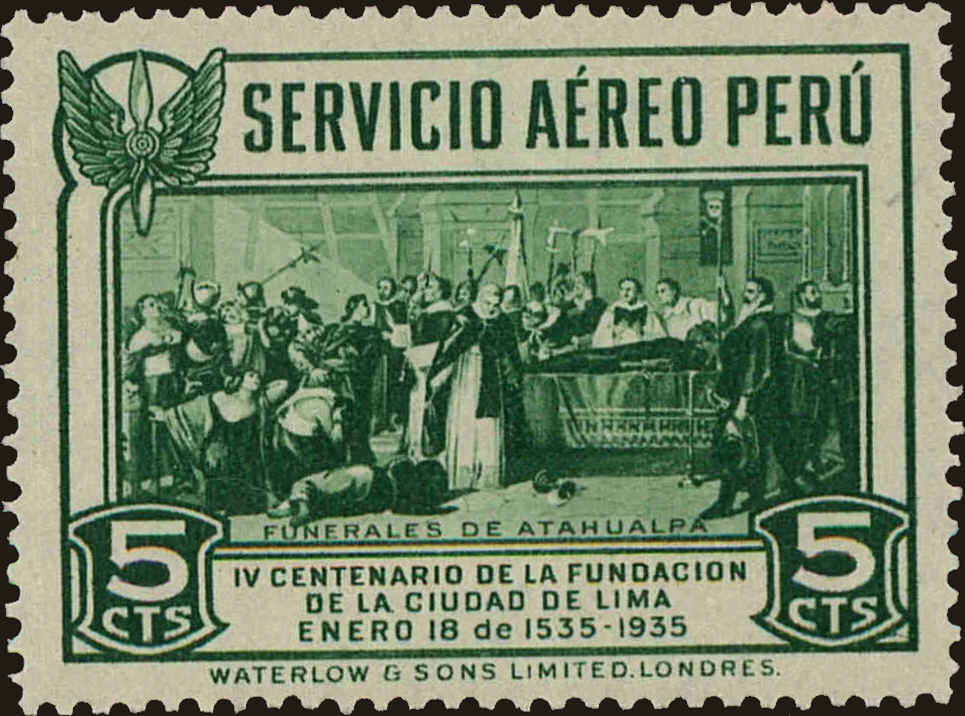 SERVICIO AÉREO PERÚ
FUNERALES DE ATAHUALPA
5 CTS
5 CTS
IV CENTENARIO DE LA FUNDACION
DE LA CIUDAD DE LIMA
ENERO 18 de 1535-1935
WATERLOW & SONS LIMITED. LONDRES.